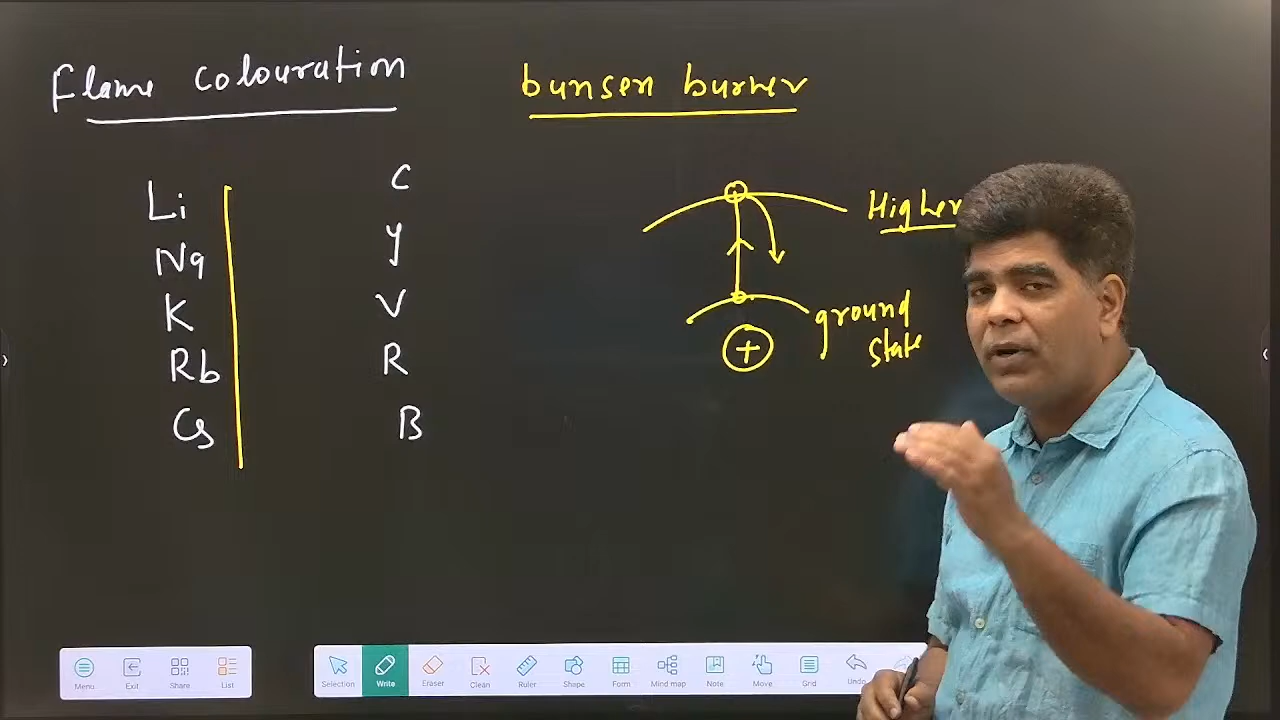 Flame colouration
bunsen burner
Li C
Na Y
K V
Rb R
Cs B
Higher
ground
state
+
Menu
Exit
Share
List
Selection
Write
Eraser
Clean
Ruler
Shape
Form
Mind map
Note
Move
Grid
Undo